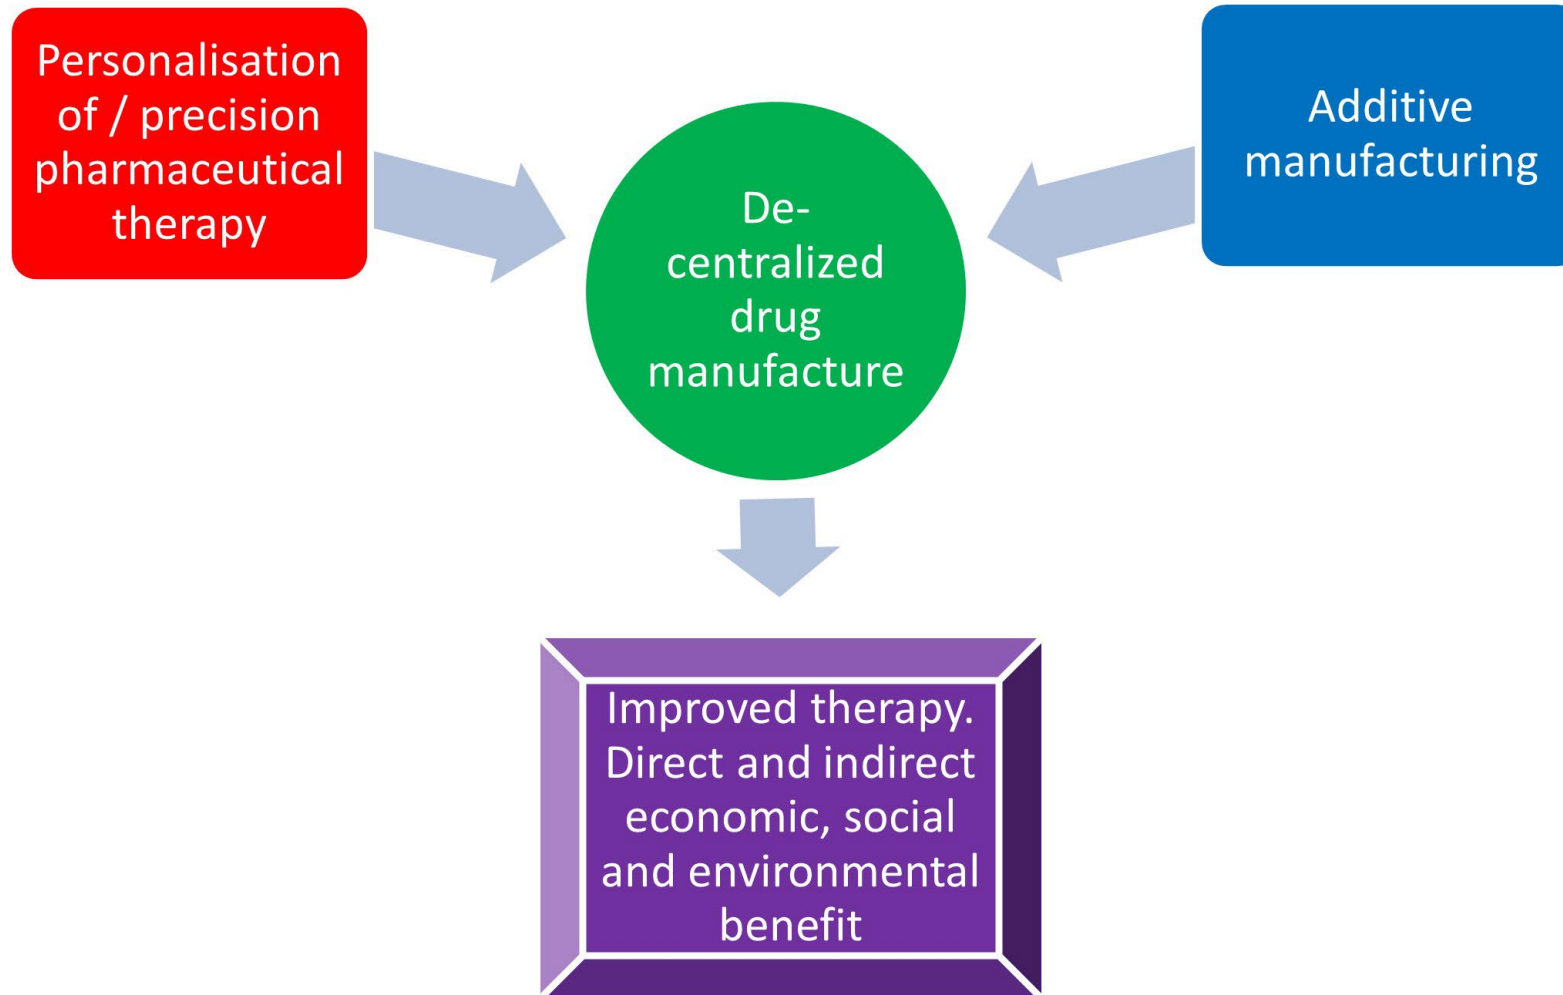 Personalisation
of / precision
pharmaceutical
therapy
Additive
manufacturing
De-
centralized
drug
manufacture
Improved therapy.
Direct and indirect
economic, social
and environmental
benefit